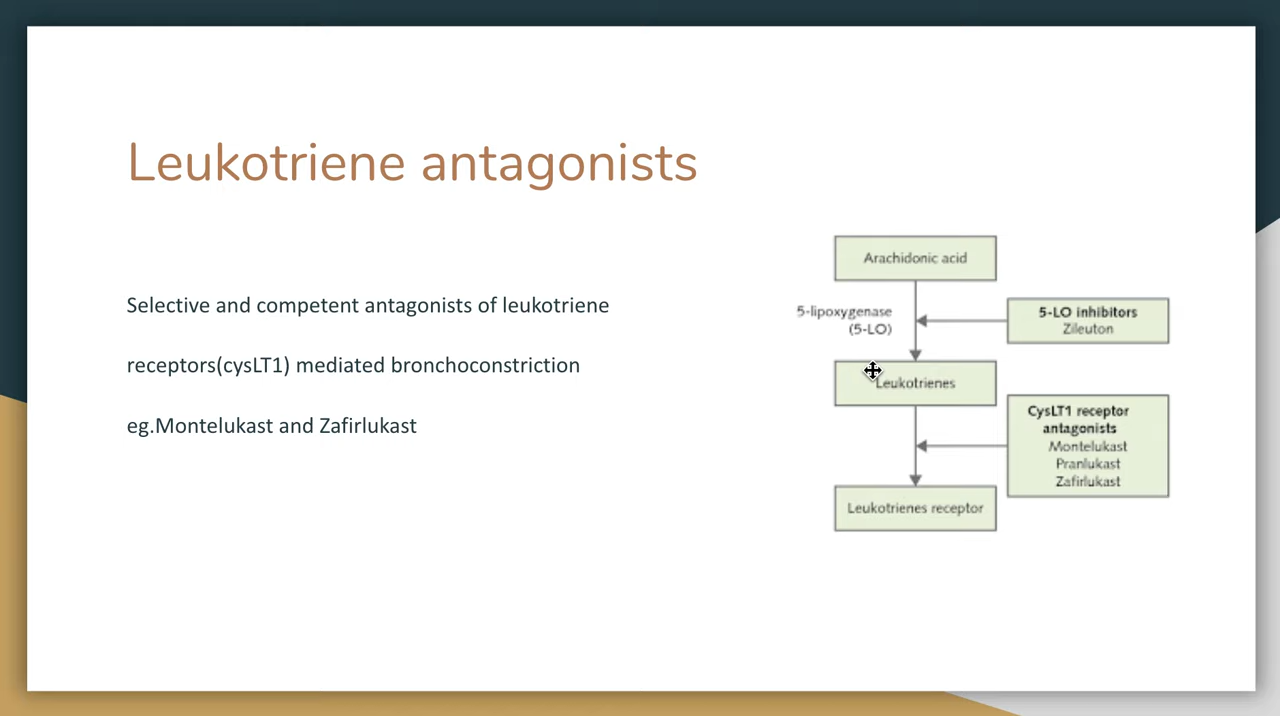 Leukotriene antagonists
Selective and competent antagonists of leukotriene
receptors(cysLT1) mediated bronchoconstriction
eg.Montelukast and Zafirlukast
Arachidonic acid
5-lipoxygenase
(5-LO)
5-LO inhibitors
Zileuton
Leukotrienes
CysLT1 receptor
antagonists
Montelukast
Pranlukast
Zafirlukast
Leukotrienes receptor